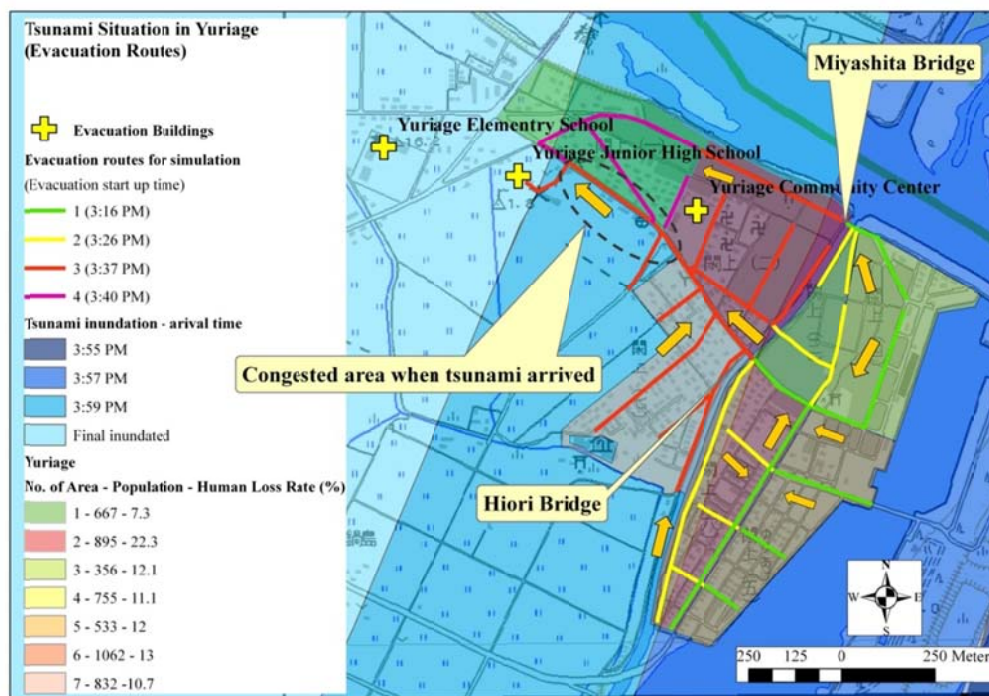 Tsunami Situation in Yuriage
(Evacuation Routes)
Evacuation Buildings
Evacuation routes for simulation
(Evacuation start up time)
1 (3:16 PM)
2 (3:26 PM)
3 (3:37 PM)
4 (3:40 PM)
Tsunami inundation - arival time
3:55 PM
3:57 PM
3:59 PM
Final inundated
Yuriage
No. of Area - Population - Human Loss Rate (%)
1 - 667 - 7.3
2 - 895 - 22.3
3 - 356 - 12.1
4 - 755 - 11.1
5 - 533 - 12
6 - 1062 - 13
7 - 832 -10.7
Miyashita Bridge
Yuriage Elementry School
Yuriage Junior High School
Yuriage Community Center
Congested area when tsunami arrived
Hiori Bridge
N
W E
S
250 125 0 250 Meter